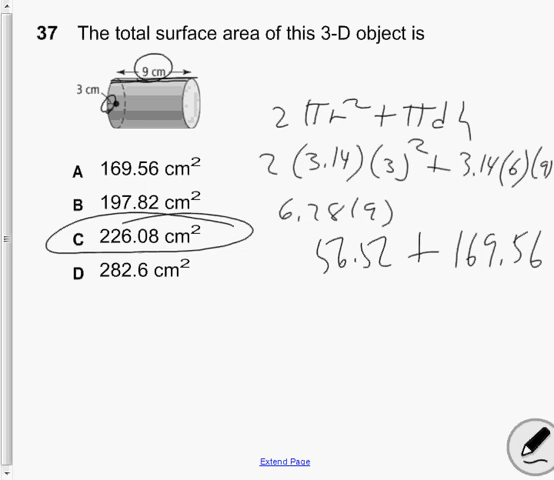 37 The total surface area of this 3-D object is
9 cm
3 cm
2πr²+πdh
2(3.14)(3)²+3.14(6)(9)
6.28(9)
56.52+169.56
A 169.56 cm²
B 197.82 cm²
C 226.08 cm²
D 282.6 cm²
Extend Page